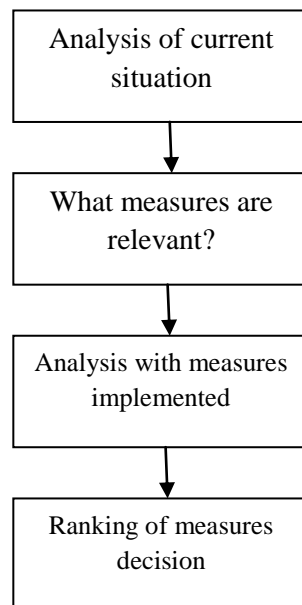 Analysis of current
situation
What measures are
relevant?
Analysis with measures
implemented
Ranking of measures
decision